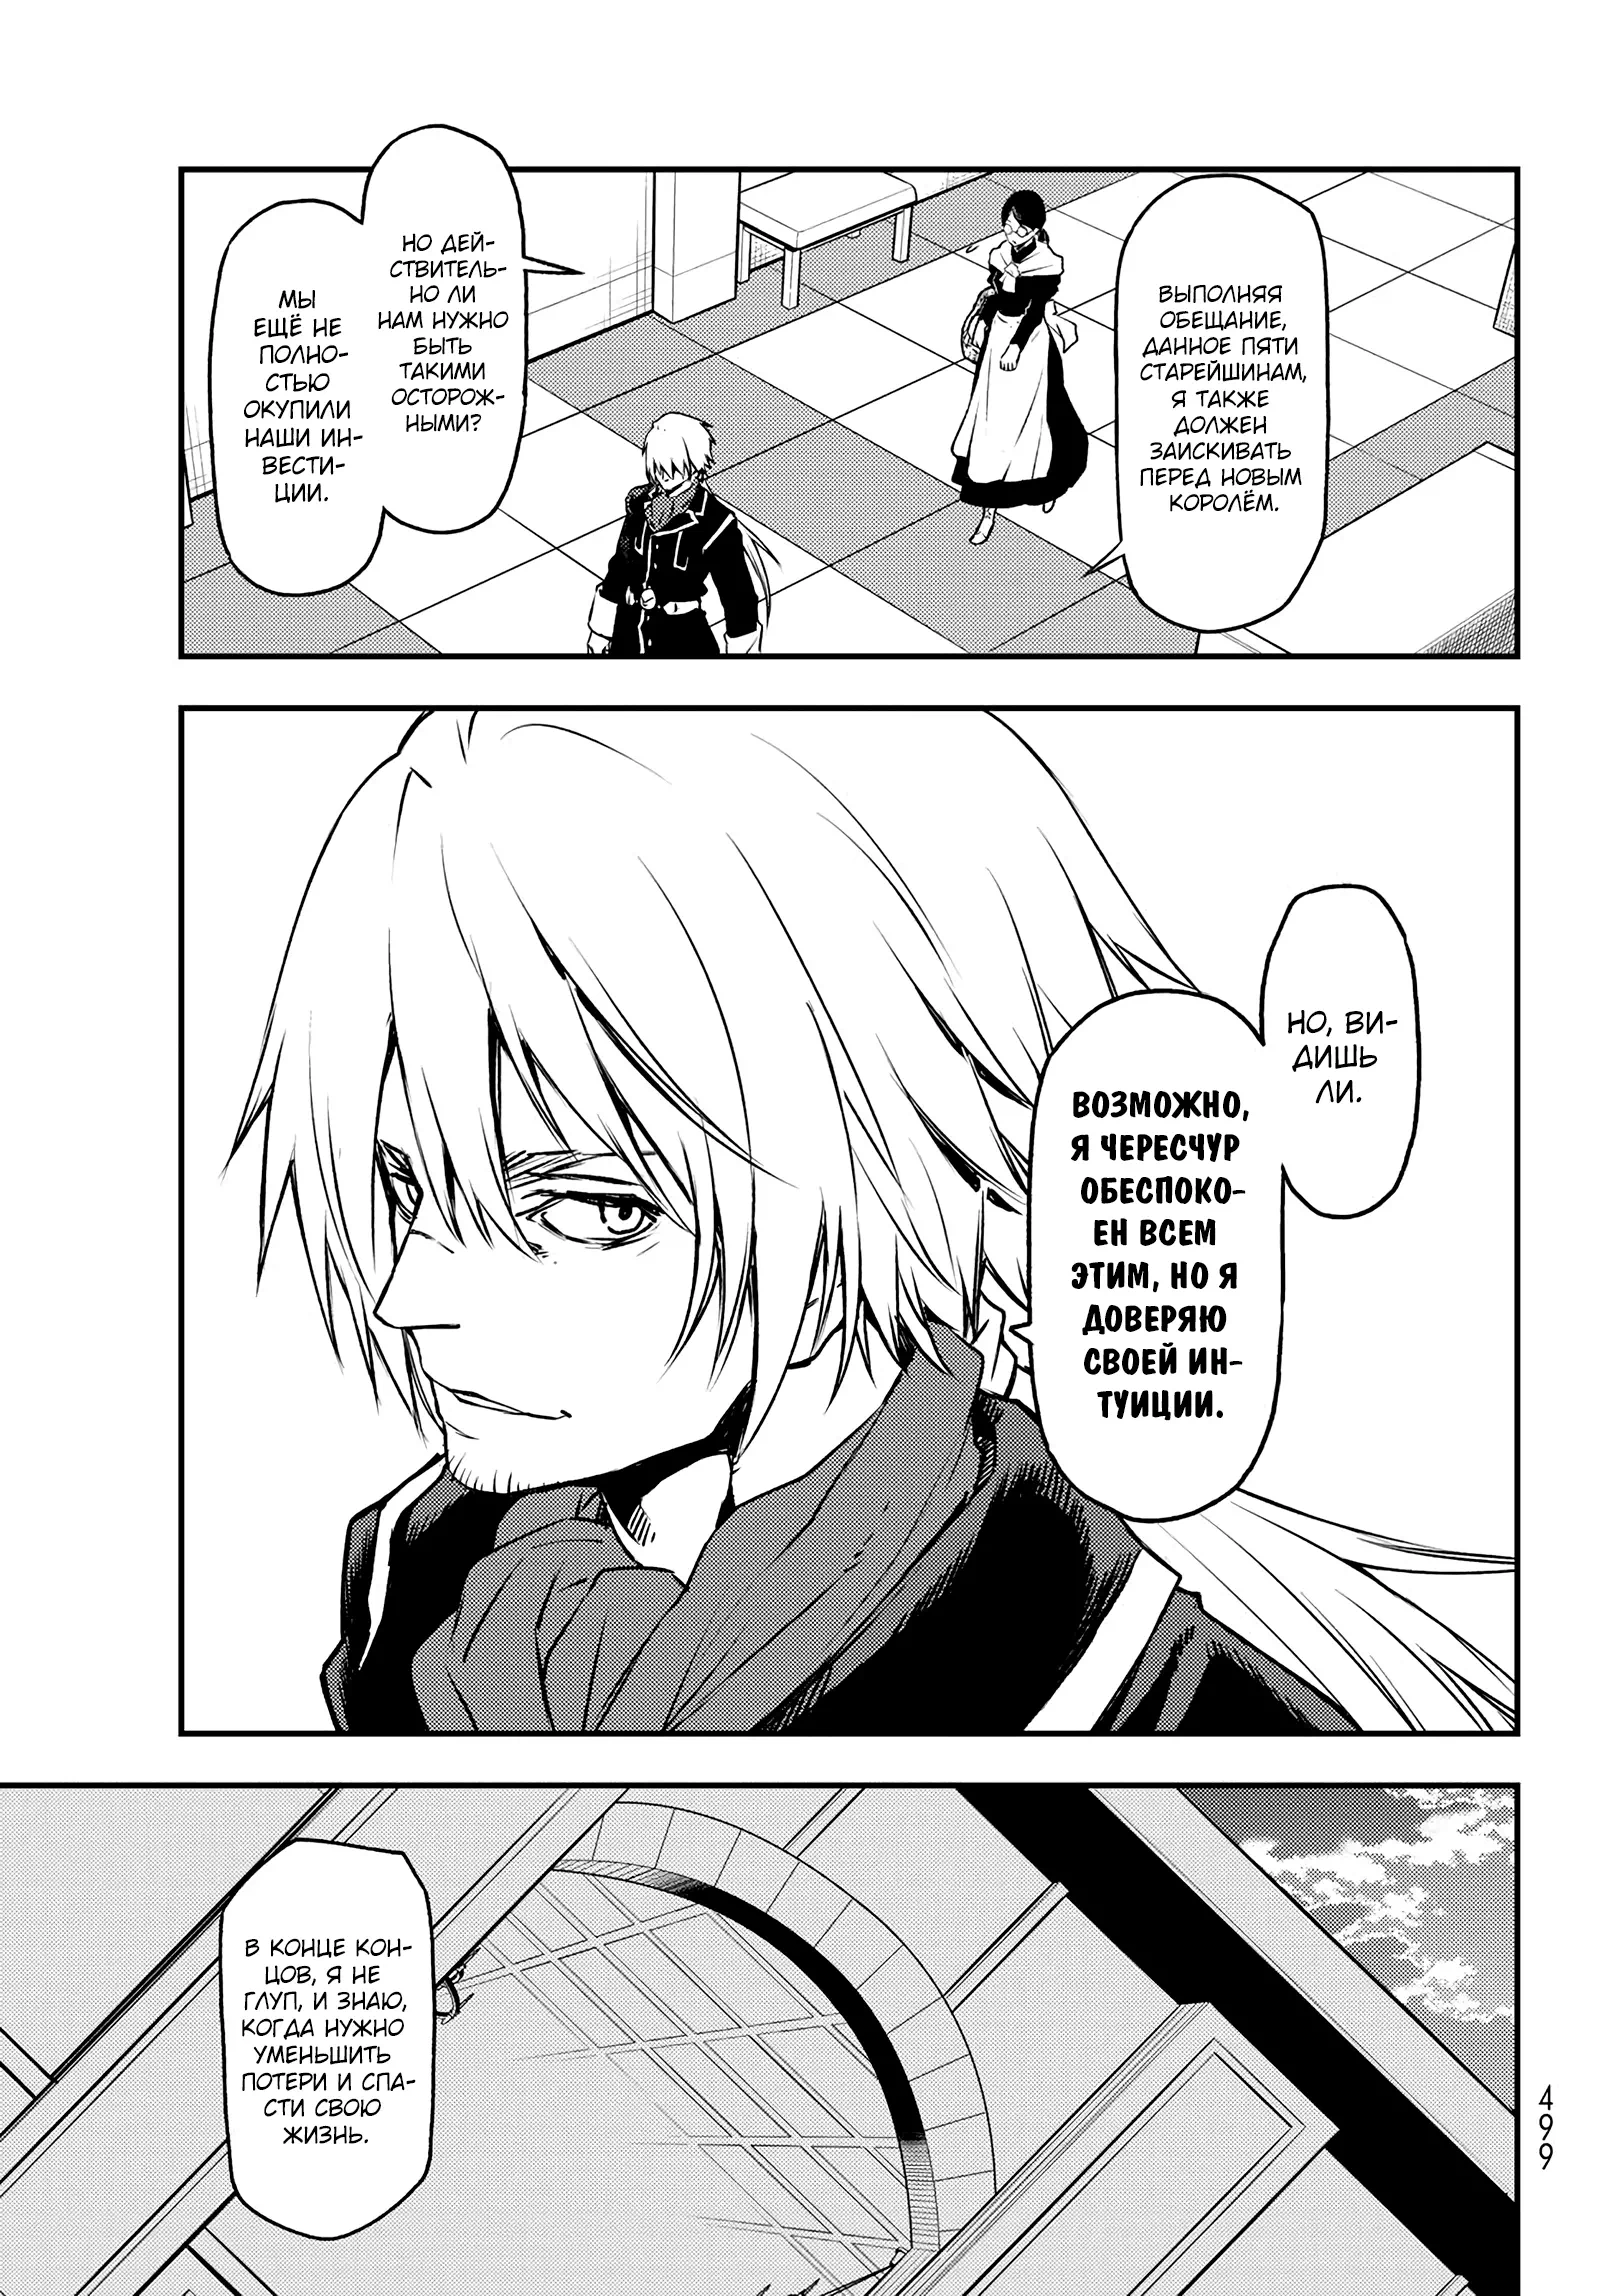 ВЫПОЛНЯЯ
ОБЕЩАНИЕ,
ДАННОЕ ПЯТИ
СТАРЕЙШИНАМ,
Я ТАКЖЕ
ДОЛЖЕН
ЗАИСКИВАТЬ
ПЕРЕД НОВЫМ
КОРОЛЁМ.
НО ДЕЙ-
СТВИТЕЛЬ-
НО ЛИ
НАМ НУЖНО
БЫТЬ
ТАКИМИ
ОСТОРОЖ-
НЫМИ?
МЫ
ЕЩЁ НЕ
ПОЛНО-
СТЬЮ
ОКУПИЛИ
НАШИ ИН-
ВЕСТИ-
ЦИИ.
НО, ВИ-
ДИШЬ
ЛИ.
ВОЗМОЖНО,
Я ЧЕРЕСЧУР
ОБЕСПОКО-
ЕН ВСЕМ
ЭТИМ, НО Я
ДОВЕРЯЮ
СВОЕЙ ИН-
ТУИЦИИ.
В КОНЦЕ КОН-
ЦОВ, Я НЕ
ГЛУП, И ЗНАЮ,
КОГДА НУЖНО
УМЕНЬШИТЬ
ПОТЕРИ И СПА-
СТИ СВОЮ
ЖИЗНЬ.
499